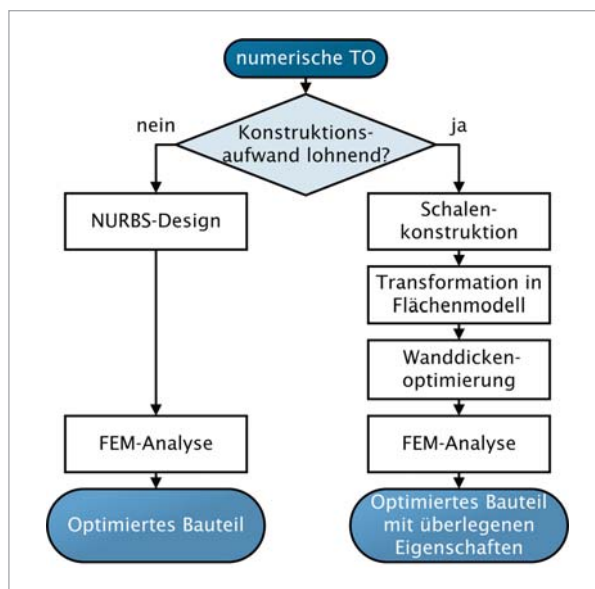 numerische TO
nein
Konstruktions-
aufwand lohnend?
ja
NURBS-Design
Schalen-
konstruktion
Transformation in
Flächenmodell
Wanddicken-
optimierung
FEM-Analyse
FEM-Analyse
Optimiertes Bauteil
Optimiertes Bauteil
mit überlegenen
Eigenschaften